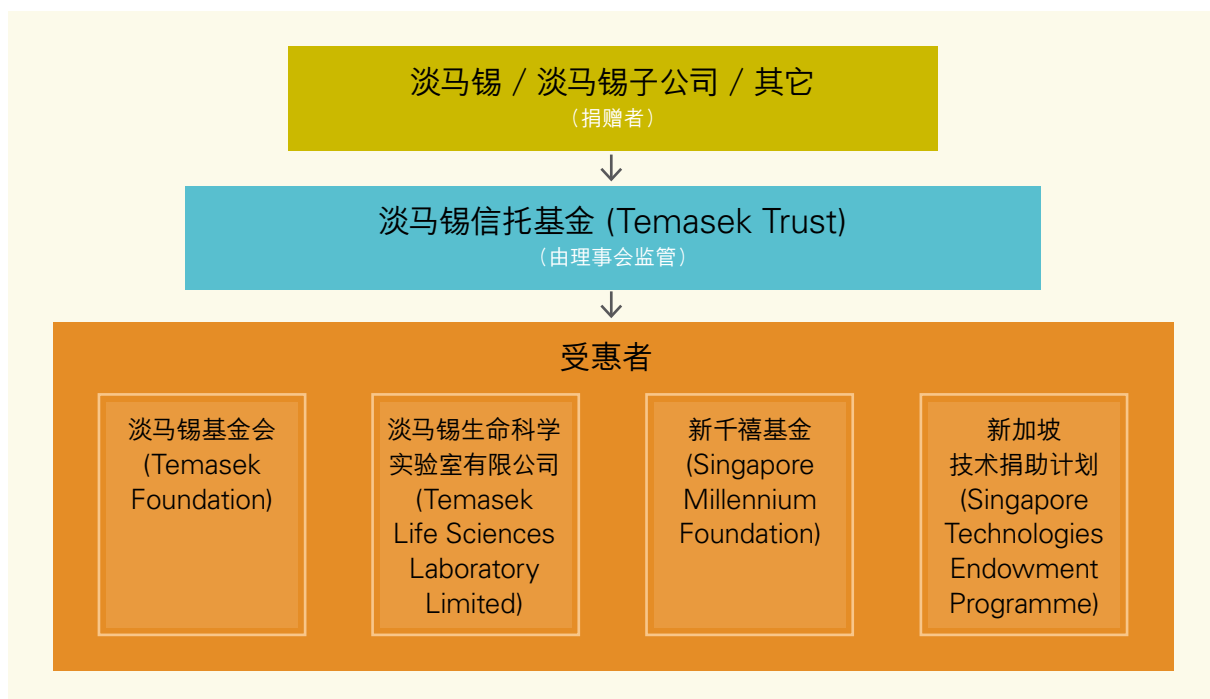 淡马锡 / 淡马锡子公司 / 其它
（捐赠者）
淡马锡信托基金 (Temasek Trust)
（由理事会监管）
受惠者
淡马锡基金会
(Temasek
Foundation)
淡马锡生命科学
实验室有限公司
(Temasek
Life Sciences
Laboratory
Limited)
新千禧基金
(Singapore
Millennium
Foundation)
新加坡
技术捐助计划
(Singapore
Technologies
Endowment
Programme)